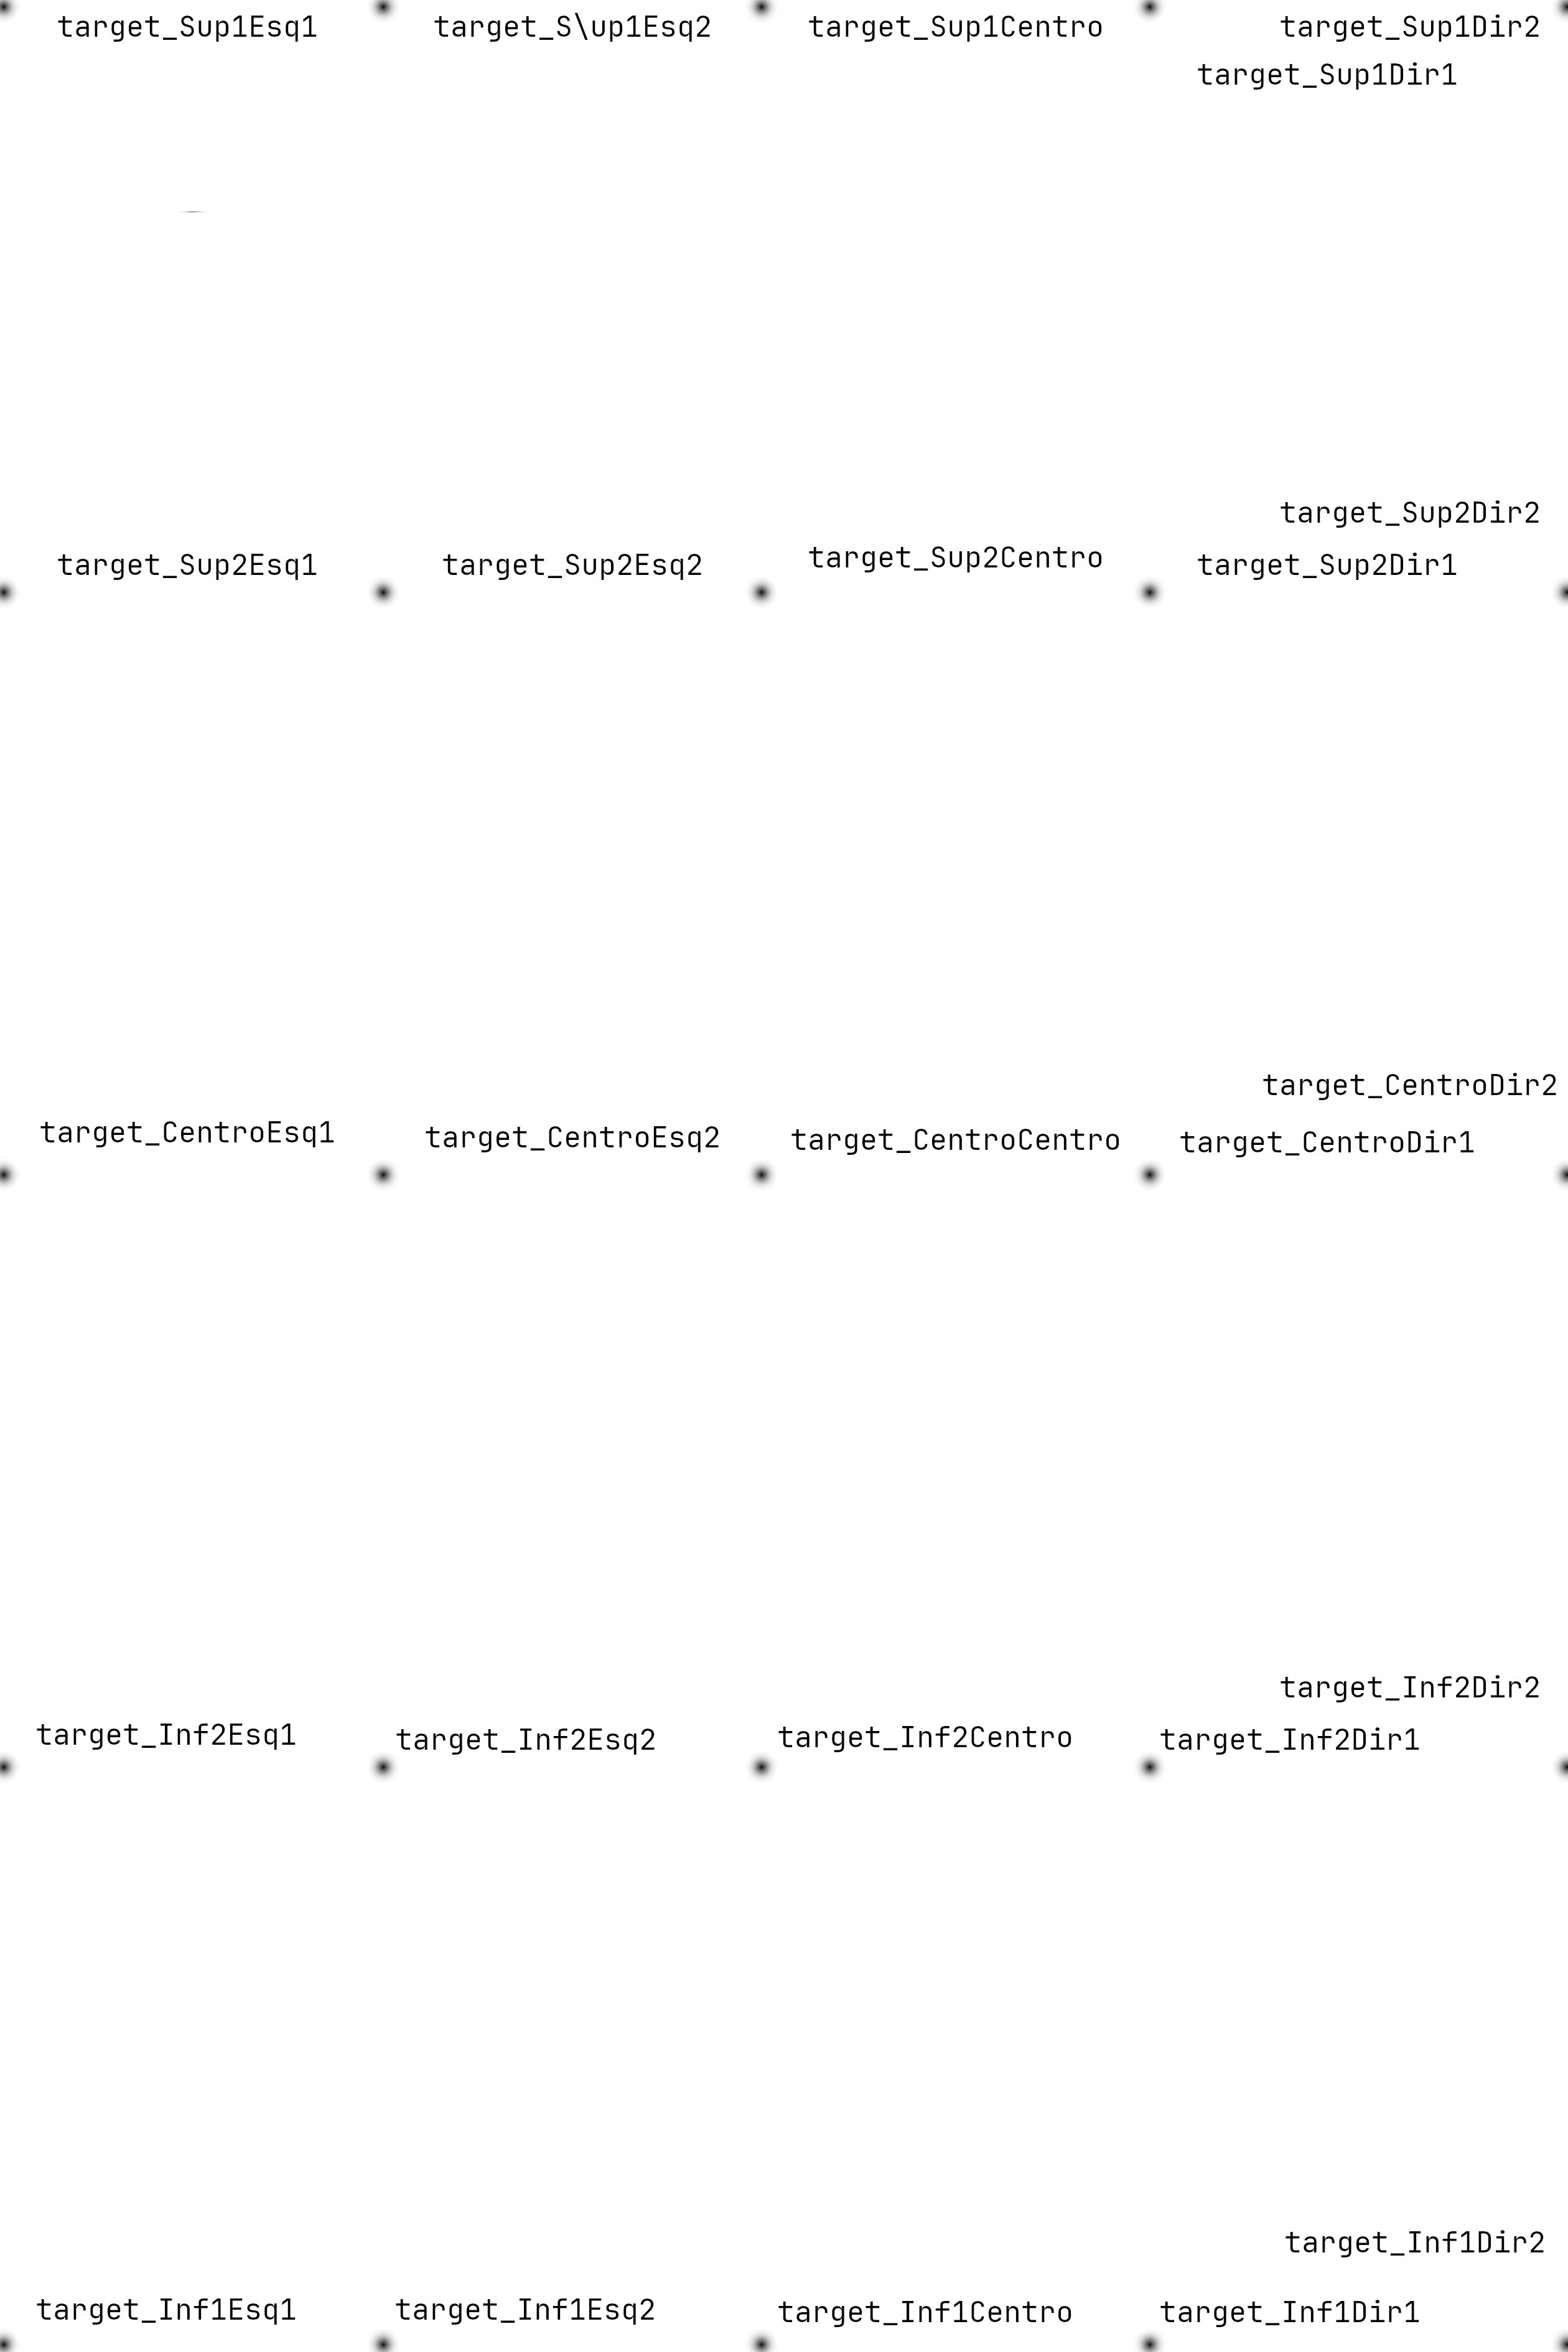 target_Sup1Esq1
target_S\up1Esq2
target_Sup1Centro
target_Sup1Dir2
target_Sup1Dir1
target_Sup2Dir2
target_Sup2Esq1
target_Sup2Esq2
target_Sup2Centro
target_Sup2Dir1
target_CentroDir2
target_CentroEsq1
target_CentroEsq2
target_CentroCentro
target_CentroDir1
target_Inf2Dir2
target_Inf2Esq1
target_Inf2Esq2
target_Inf2Centro
target_Inf2Dir1
target_Inf1Dir2
target_Inf1Esq1
target_Inf1Esq2
target_Inf1Centro
target_Inf1Dir1